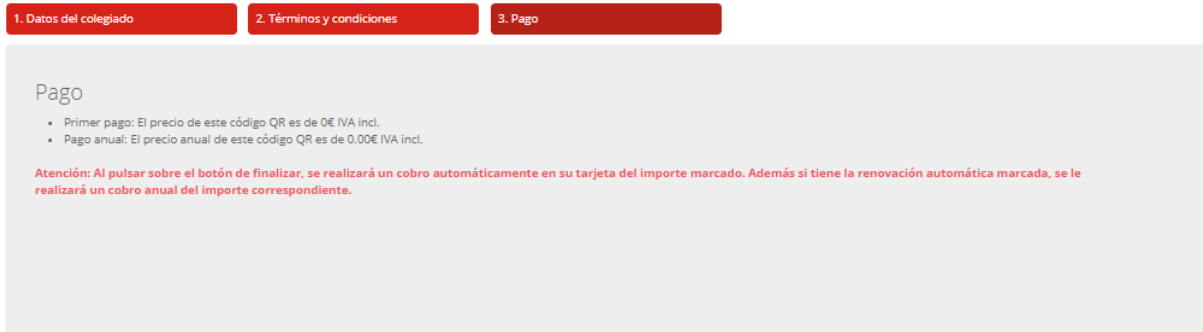 1. Datos del colegiado
2. Términos y condiciones
3. Pago
Pago
• Primer pago: El precio de este código QR es de 0€ IVA incl.
• Pago anual: El precio anual de este código QR es de 0.00€ IVA incl.
Atención: Al pulsar sobre el botón de finalizar, se realizará un cobro automáticamente en su tarjeta del importe marcado. Además si tiene la renovación automática marcada, se le
realizará un cobro anual del importe correspondiente.